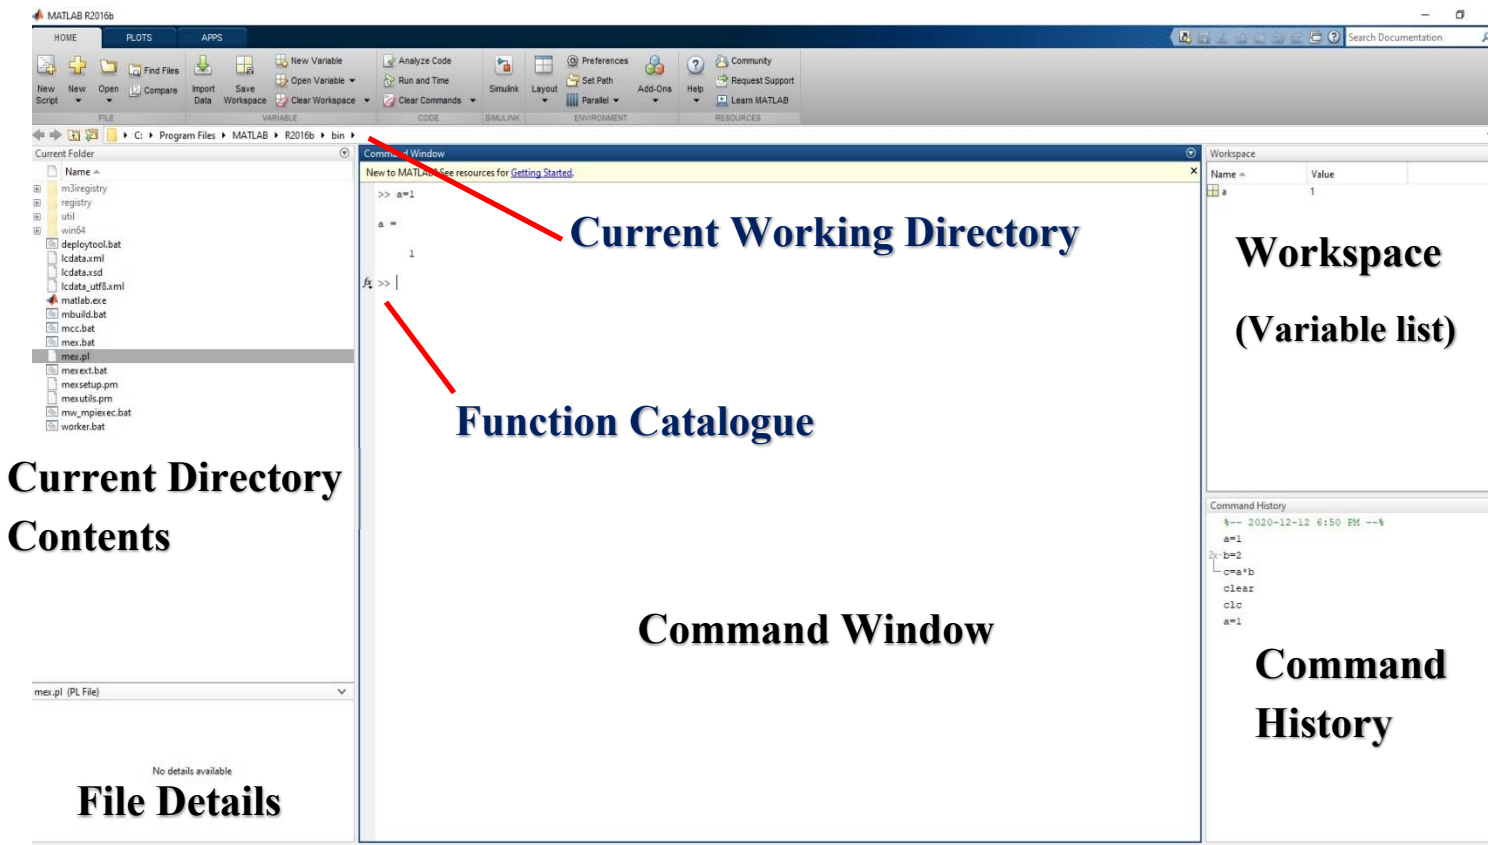 MATLAB R2016b
HOME PLOTS APPS
Search Documentation
New Script
New
Open
Find Files
Compare
Import Data
Save Workspace
New Variable
Open Variable
Clear Workspace
Analyze Code
Run and Time
Clear Commands
Simulink
Layout
Preferences
Set Path
Parallel
Add-Ons
Help
Community
Request Support
Learn MATLAB
FILE VARIABLE CODE SIMULINK ENVIRONMENT RESOURCES
C: Program Files MATLAB R2016b bin
Current Folder
Name
m3iregistry
registry
util
win64
deploytool.bat
lcdata.xml
lcdata.xsd
lcdata_utf8.xml
matlab.exe
mbuild.bat
mcc.bat
mex.bat
mex.pl
mexext.bat
mexsetup.pm
mexutils.pm
mw_mpiexec.bat
worker.bat
Current Directory
Contents
mex.pl (PL File)
No details available
File Details
Command Window
New to MATLAB? See resources for Getting Started.
>> a=1
a =
1
fx >>
Current Working Directory
Function Catalogue
Command Window
Workspace
Name Value
a 1
Workspace
(Variable list)
Command History
%-- 2020-12-12 6:50 PM --%
a=1
2x b=2
c=a*b
clear
clc
a=1
Command
History